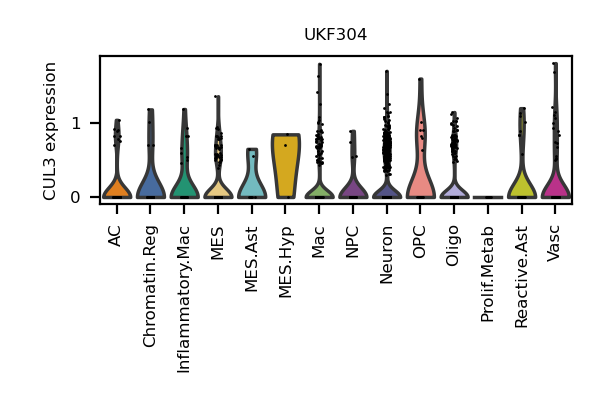 UKF304
CUL3 expression
1
0
AC
Chromatin.Reg
Inflammatory.Mac
MES
MES.Ast
MES.Hyp
Mac
NPC
Neuron
OPC
Oligo
Prolif.Metab
Reactive.Ast
Vasc